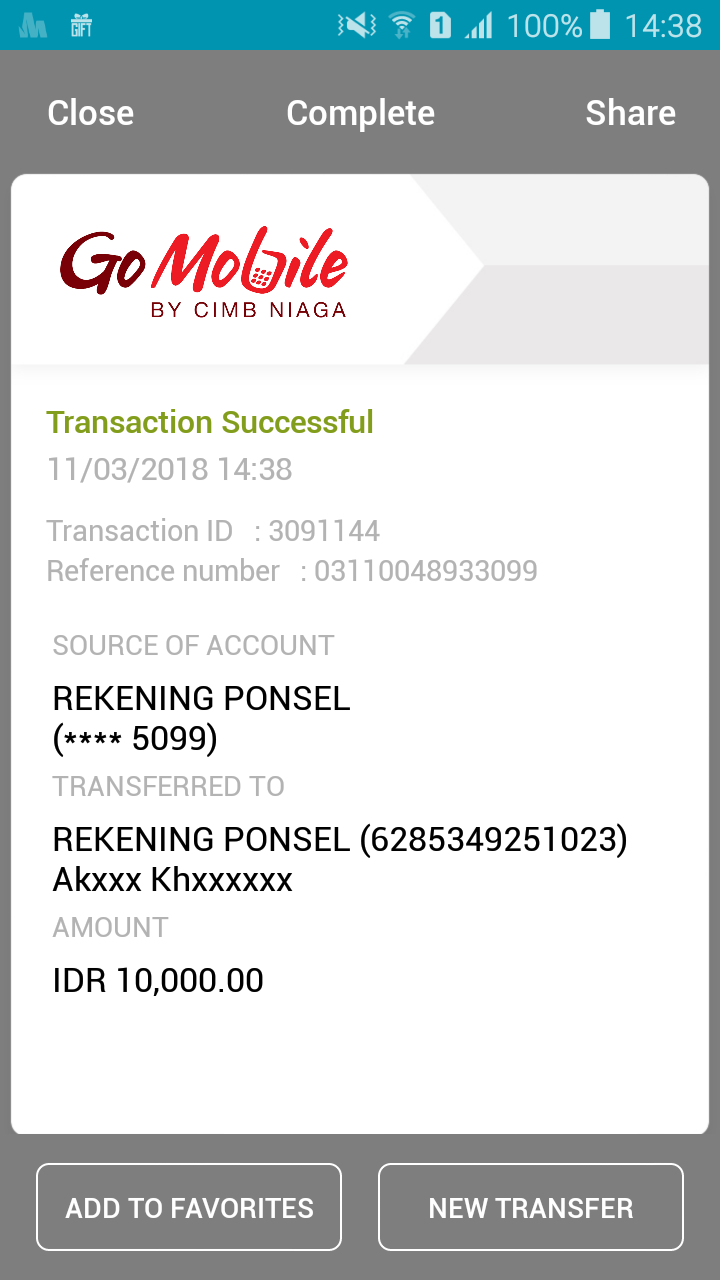 GIFT
1
100%
14:38
Close
Complete
Share
Go Mobile
BY CIMB NIAGA
Transaction Successful
11/03/2018 14:38
Transaction ID : 3091144
Reference number : 03110048933099
SOURCE OF ACCOUNT
REKENING PONSEL
(**** 5099)
TRANSFERRED TO
REKENING PONSEL (6285349251023)
Akxxx Khxxxxxx
AMOUNT
IDR 10,000.00
ADD TO FAVORITES
NEW TRANSFER